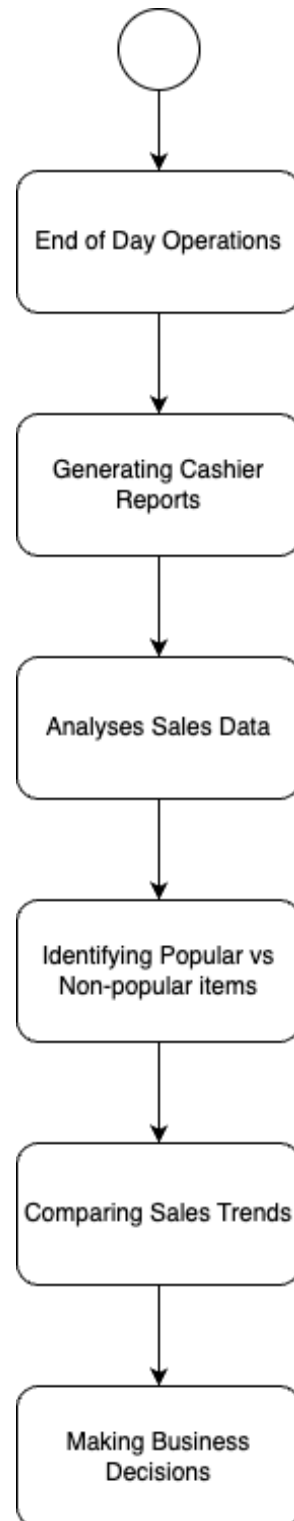 End of Day Operations
Generating Cashier
Reports
Analyses Sales Data
Identifying Popular vs
Non-popular items
Comparing Sales Trends
Making Business
Decisions